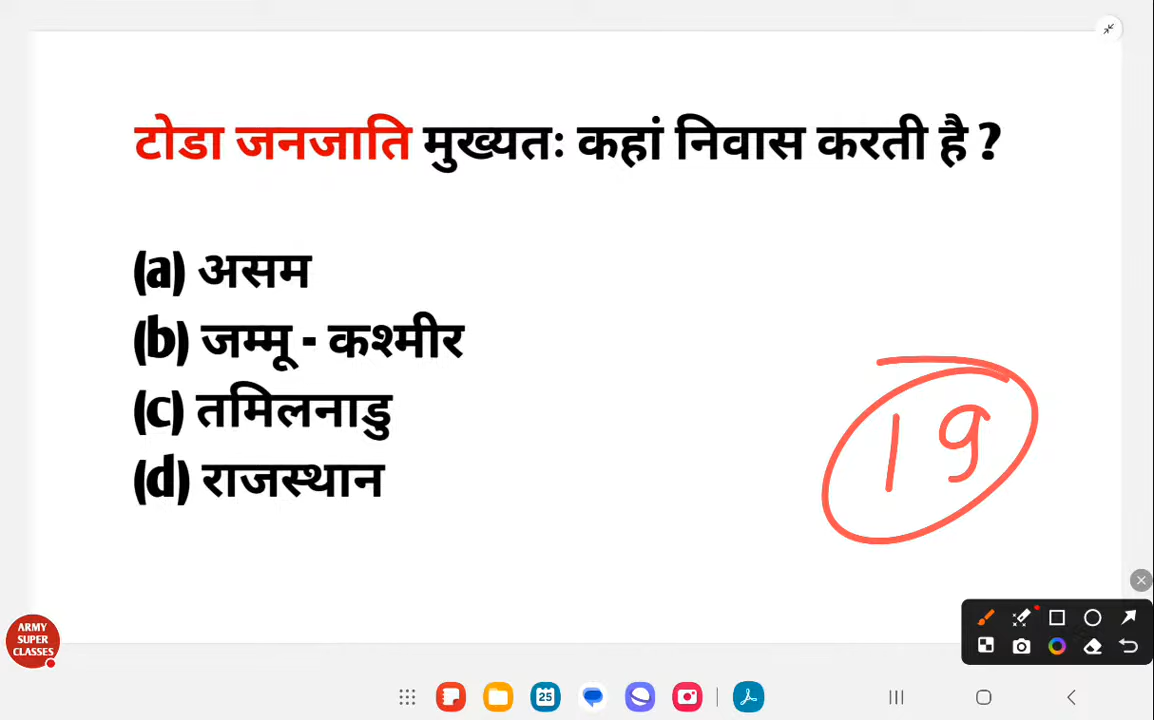 टोडा जनजाति मुख्यतः कहां निवास करती है ?
(a) असम
(b) जम्मू - कश्मीर
(c) तमिलनाडु
(d) राजस्थान
19
ARMY
SUPER
CLASSES
25